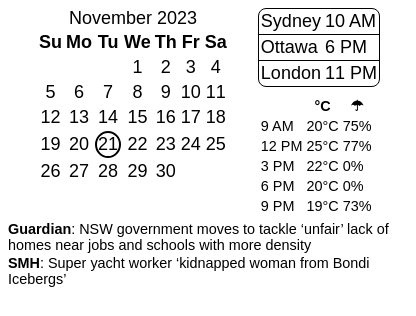 November 2023
Su Mo Tu We Th Fr Sa
1 2 3 4
5 6 7 8 9 10 11
12 13 14 15 16 17 18
19 20 21 22 23 24 25
26 27 28 29 30
Sydney 10 AM
Ottawa 6 PM
London 11 PM
°C ☂
9 AM 20°C 75%
12 PM 25°C 77%
3 PM 22°C 0%
6 PM 20°C 0%
9 PM 19°C 73%
Guardian: NSW government moves to tackle ‘unfair’ lack of
homes near jobs and schools with more density
SMH: Super yacht worker ‘kidnapped woman from Bondi
Icebergs’